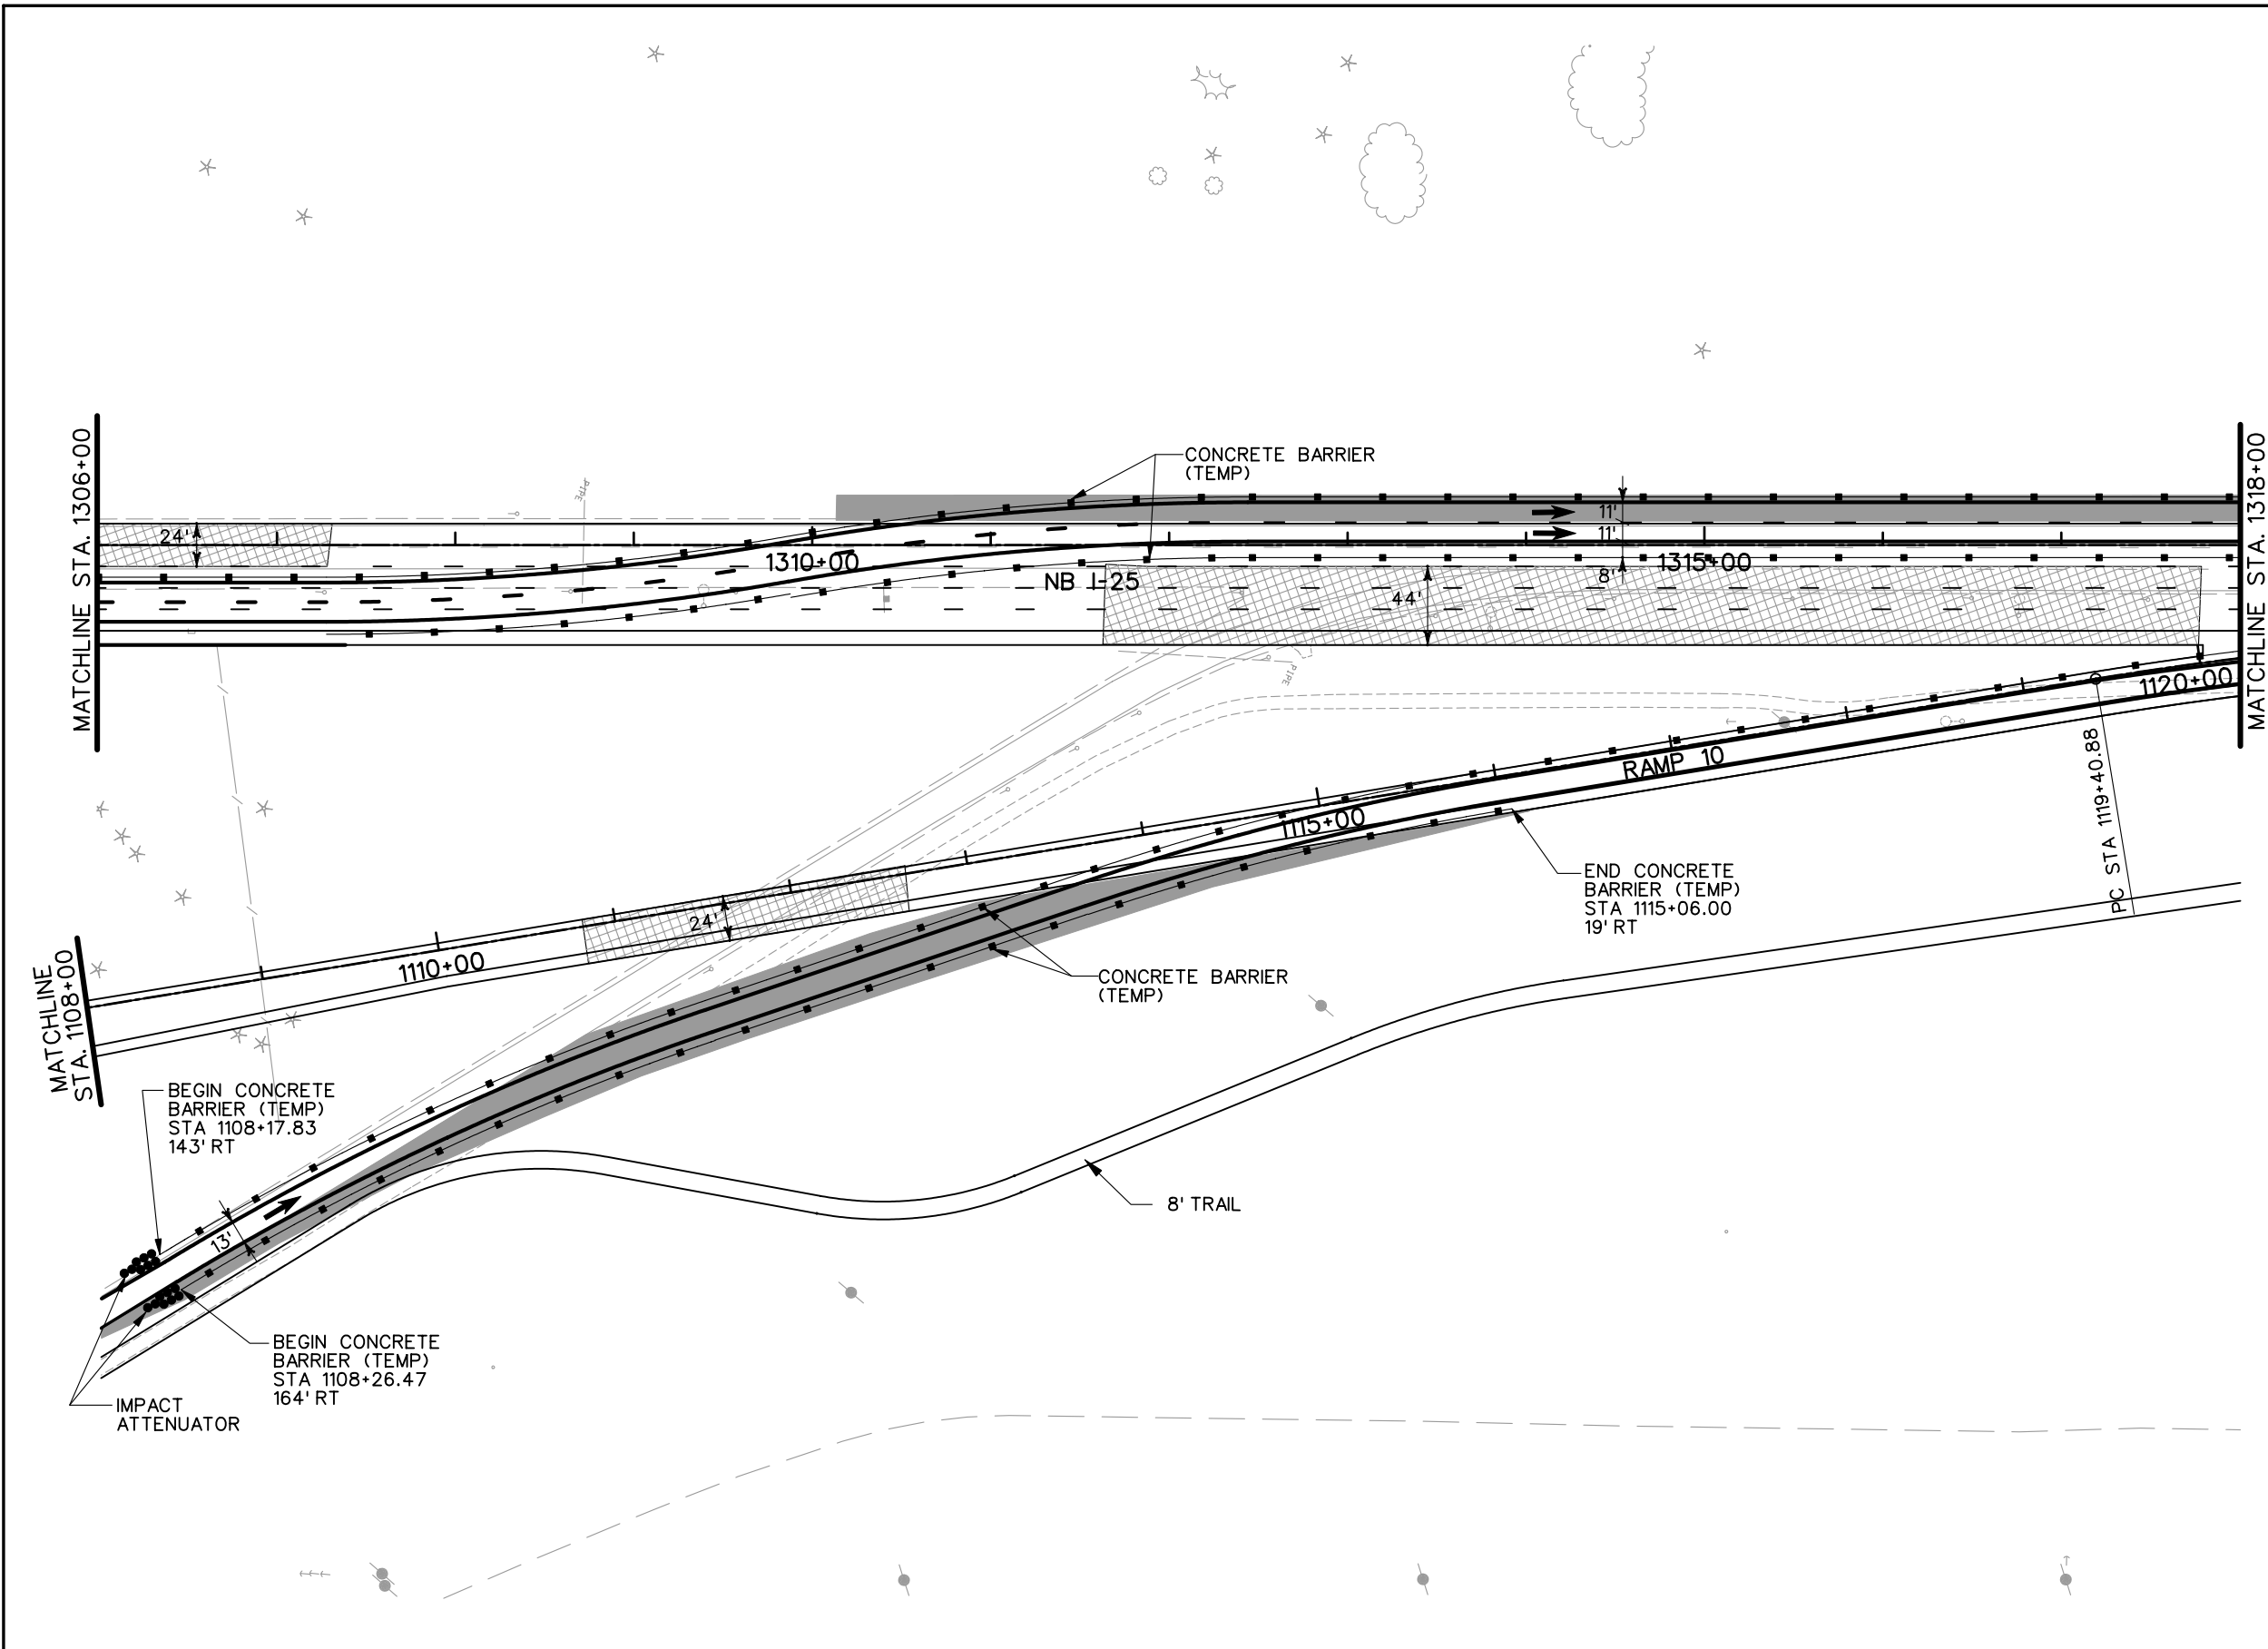 MATCHLINE STA. 1306+00
MATCHLINE STA. 1318+00
PIPE
CONCRETE BARRIER
(TEMP)
24'
11'
11'
8'
1310+00
1315+00
NB I-25
44'
PIPE
1120+00
RAMP 10
PC STA 1119+40.88
1115+00
24'
1110+00
END CONCRETE
BARRIER (TEMP)
STA 1115+06.00
19' RT
CONCRETE BARRIER
(TEMP)
MATCHLINE
STA. 1108+00
BEGIN CONCRETE
BARRIER (TEMP)
STA 1108+17.83
143' RT
8' TRAIL
13'
BEGIN CONCRETE
BARRIER (TEMP)
STA 1108+26.47
164' RT
IMPACT
ATTENUATOR